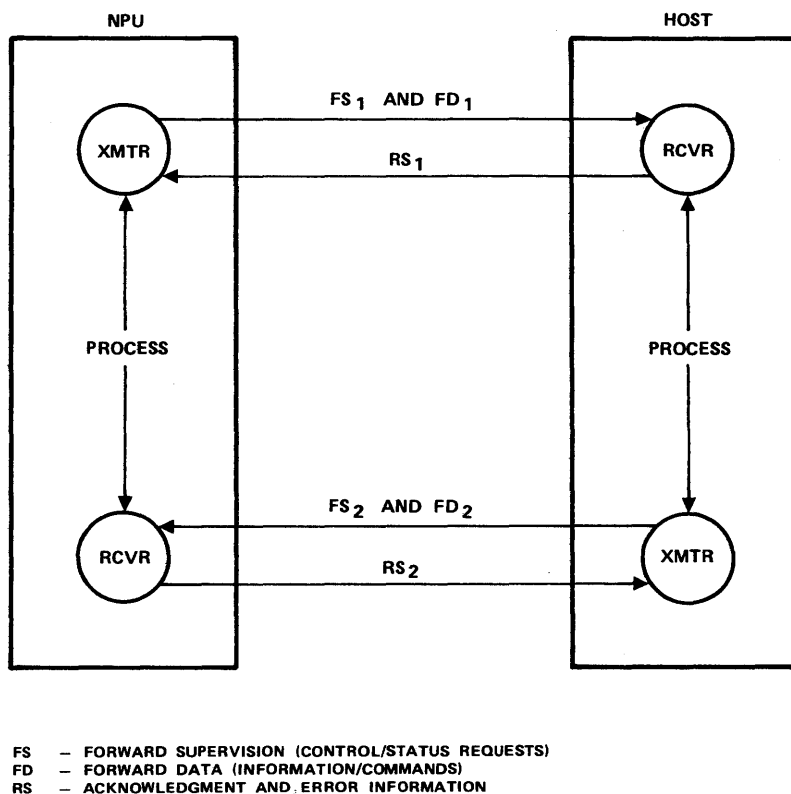 NPU HOST
FS1 AND FD1
XMTR RCVR
RS1
PROCESS PROCESS
FS2 AND FD2
RCVR XMTR
RS2
FS – FORWARD SUPERVISION (CONTROL/STATUS REQUESTS)
FD – FORWARD DATA (INFORMATION/COMMANDS)
RS – ACKNOWLEDGMENT AND ERROR INFORMATION